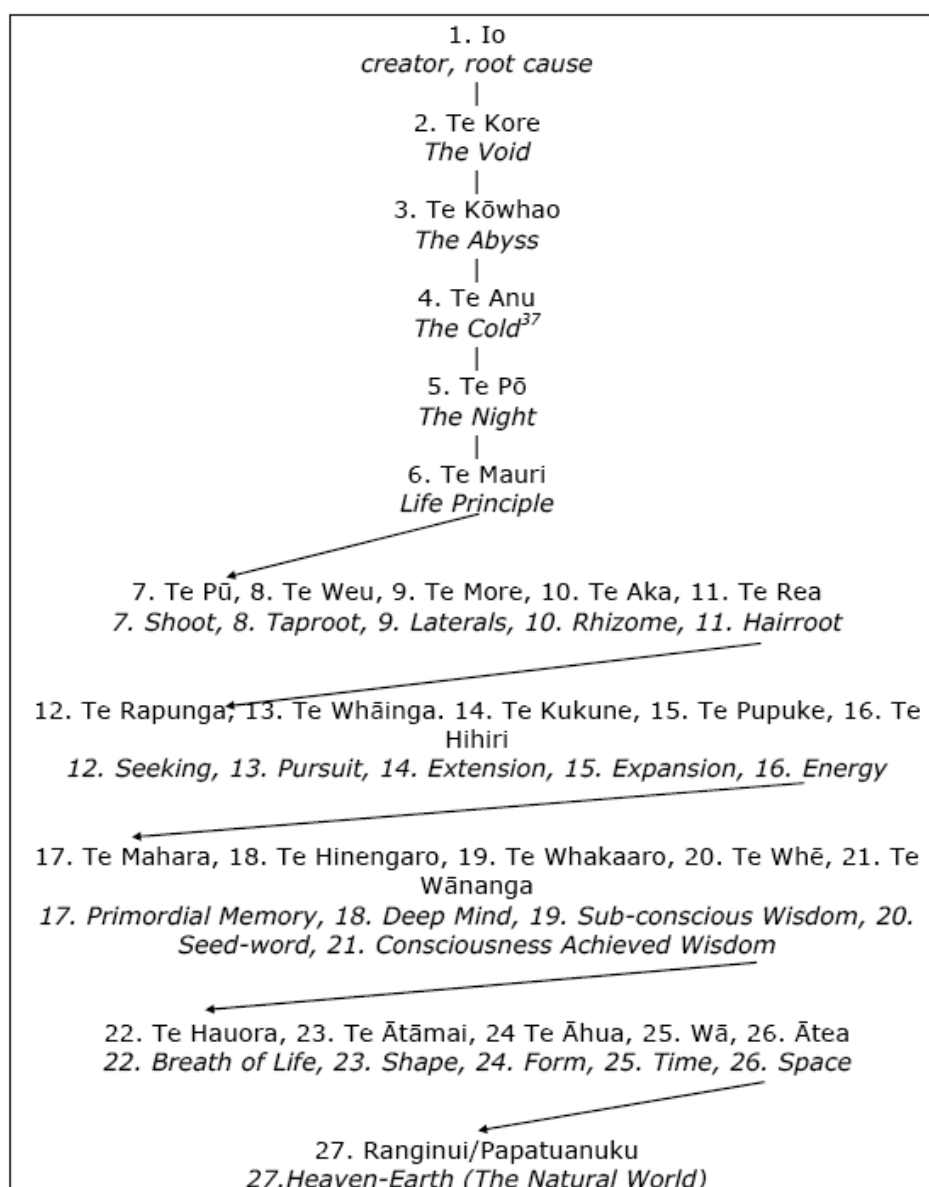 1. Io
creator, root cause
2. Te Kore
The Void
3. Te Kōwhao
The Abyss
4. Te Anu
The Cold37
5. Te Pō
The Night
6. Te Mauri
Life Principle
7. Te Pū, 8. Te Weu, 9. Te More, 10. Te Aka, 11. Te Rea
7. Shoot, 8. Taproot, 9. Laterals, 10. Rhizome, 11. Hairroot
12. Te Rapunga, 13. Te Whāinga. 14. Te Kukune, 15. Te Pupuke, 16. Te
Hihiri
12. Seeking, 13. Pursuit, 14. Extension, 15. Expansion, 16. Energy
17. Te Mahara, 18. Te Hinengaro, 19. Te Whakaaro, 20. Te Whē, 21. Te
Wānanga
17. Primordial Memory, 18. Deep Mind, 19. Sub-conscious Wisdom, 20.
Seed-word, 21. Consciousness Achieved Wisdom
22. Te Hauora, 23. Te Ātāmai, 24 Te Āhua, 25. Wā, 26. Ātea
22. Breath of Life, 23. Shape, 24. Form, 25. Time, 26. Space
27. Ranginui/Papatuanuku
27.Heaven-Earth (The Natural World)